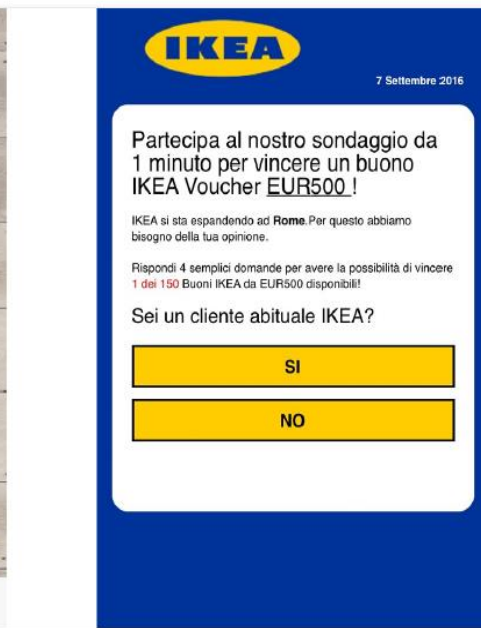 IKEA
7 Settembre 2016
Partecipa al nostro sondaggio da
1 minuto per vincere un buono
IKEA Voucher EUR500 !
IKEA si sta espandendo ad Rome.Per questo abbiamo
bisogno della tua opinione.
Rispondi 4 semplici domande per avere la possibilità di vincere
1 dei 150 Buoni IKEA da EUR500 disponibili!
Sei un cliente abituale IKEA?
SI
NO